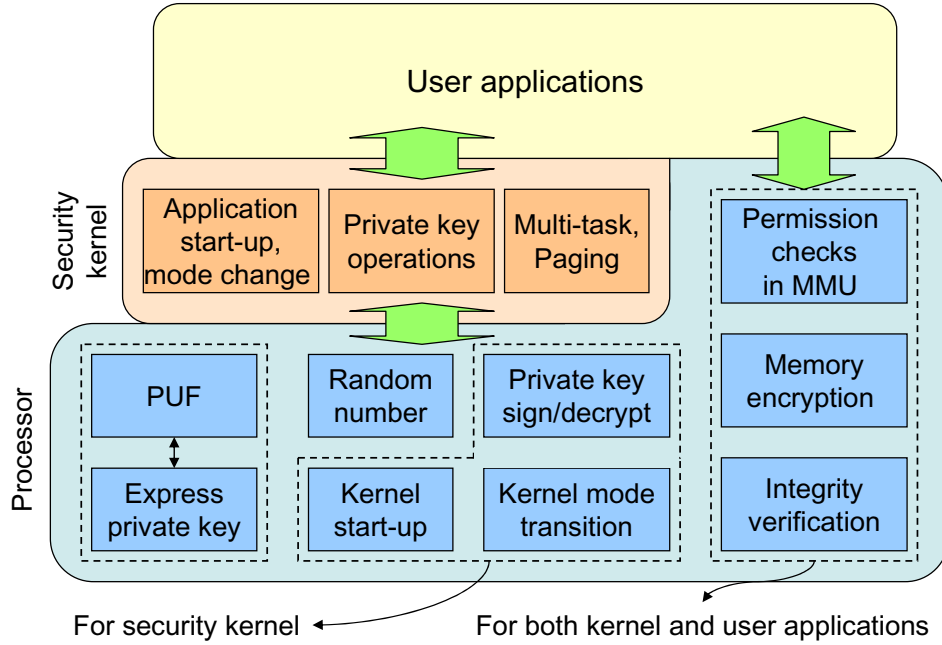 User applications
Security
kernel
Application
start-up,
mode change
Private key
operations
Multi-task,
Paging
Permission
checks
in MMU
Processor
PUF
Random
number
Private key
sign/decrypt
Memory
encryption
Express
private key
Kernel
start-up
Kernel mode
transition
Integrity
verification
For security kernel
For both kernel and user applications